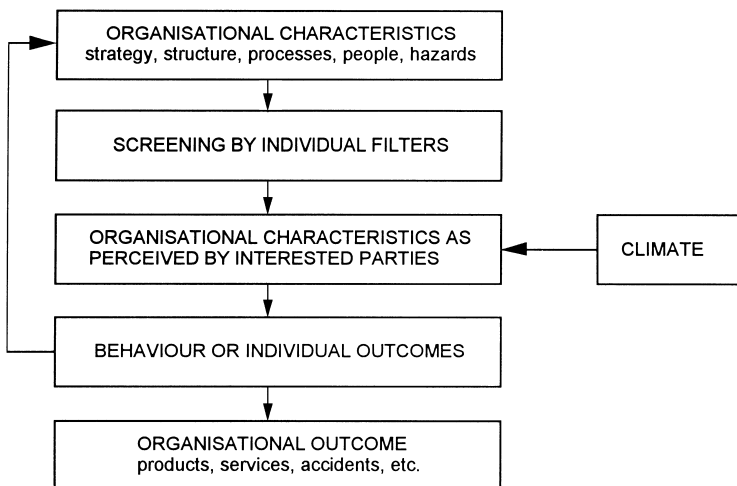 ORGANISATIONAL CHARACTERISTICS
strategy, structure, processes, people, hazards
SCREENING BY INDIVIDUAL FILTERS
ORGANISATIONAL CHARACTERISTICS AS
PERCEIVED BY INTERESTED PARTIES
CLIMATE
BEHAVIOUR OR INDIVIDUAL OUTCOMES
ORGANISATIONAL OUTCOME
products, services, accidents, etc.